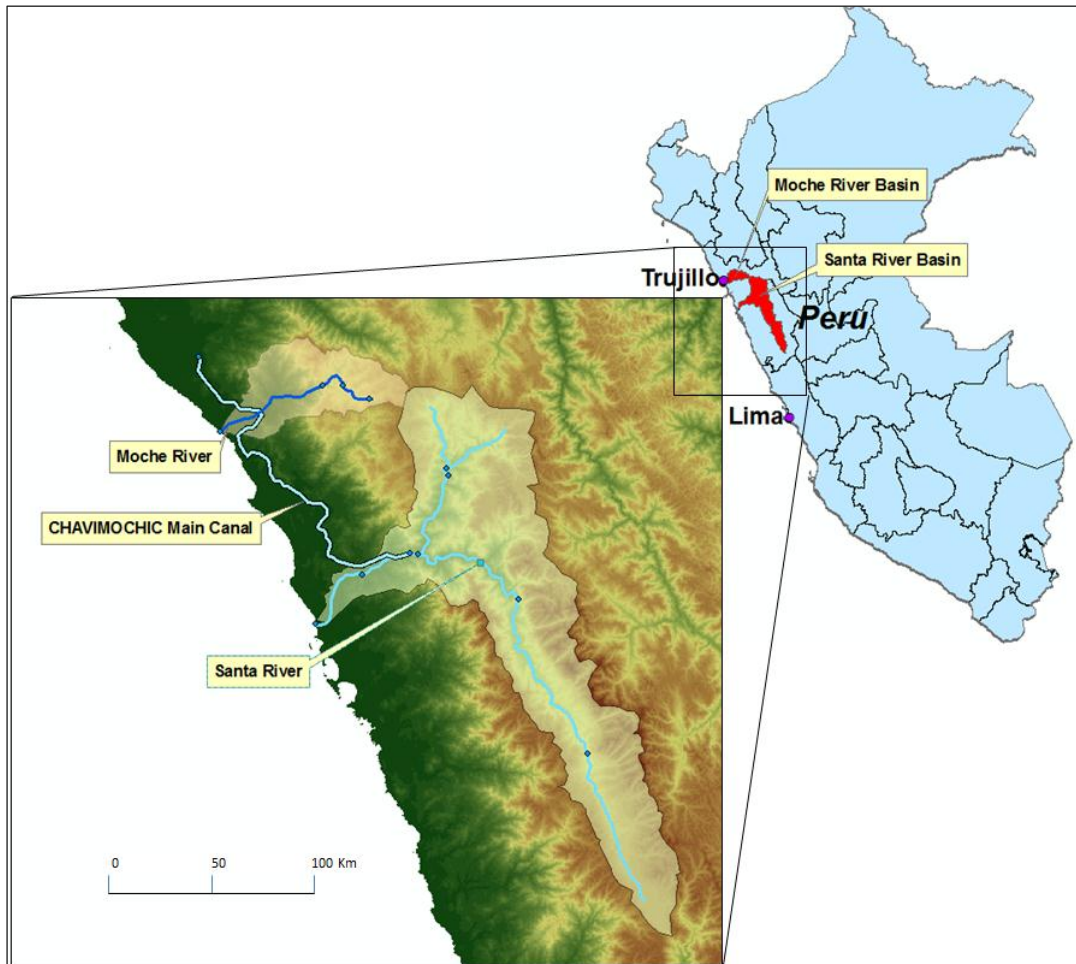 Moche River Basin
Santa River Basin
Trujillo
Peru
Lima
Moche River
CHAVIMOCHIC Main Canal
Santa River
0 50 100 Km